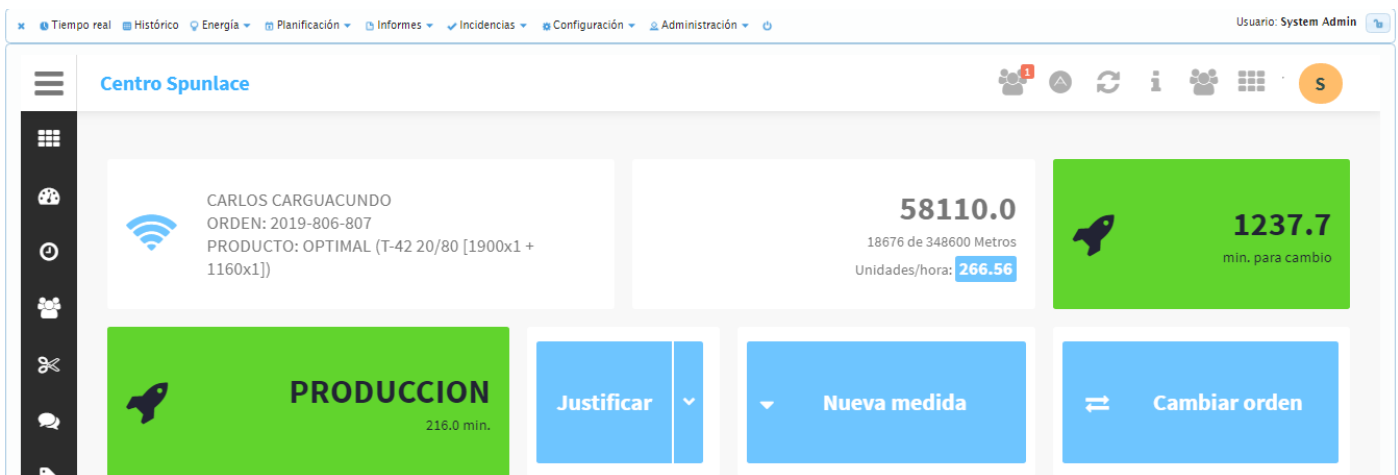 Tiempo real Histórico Energía Planificación Informes Incidencias Configuración Administración Usuario: System Admin
Centro Spunlace
1
S
CARLOS CARGUACUNDO
ORDEN: 2019-806-807
PRODUCTO: OPTIMAL (T-42 20/80 [1900x1 +
1160x1])
58110.0
18676 de 348600 Metros
Unidades/hora: 266.56
1237.7
min. para cambio
PRODUCCION
216.0 min.
Justificar
Nueva medida
Cambiar orden